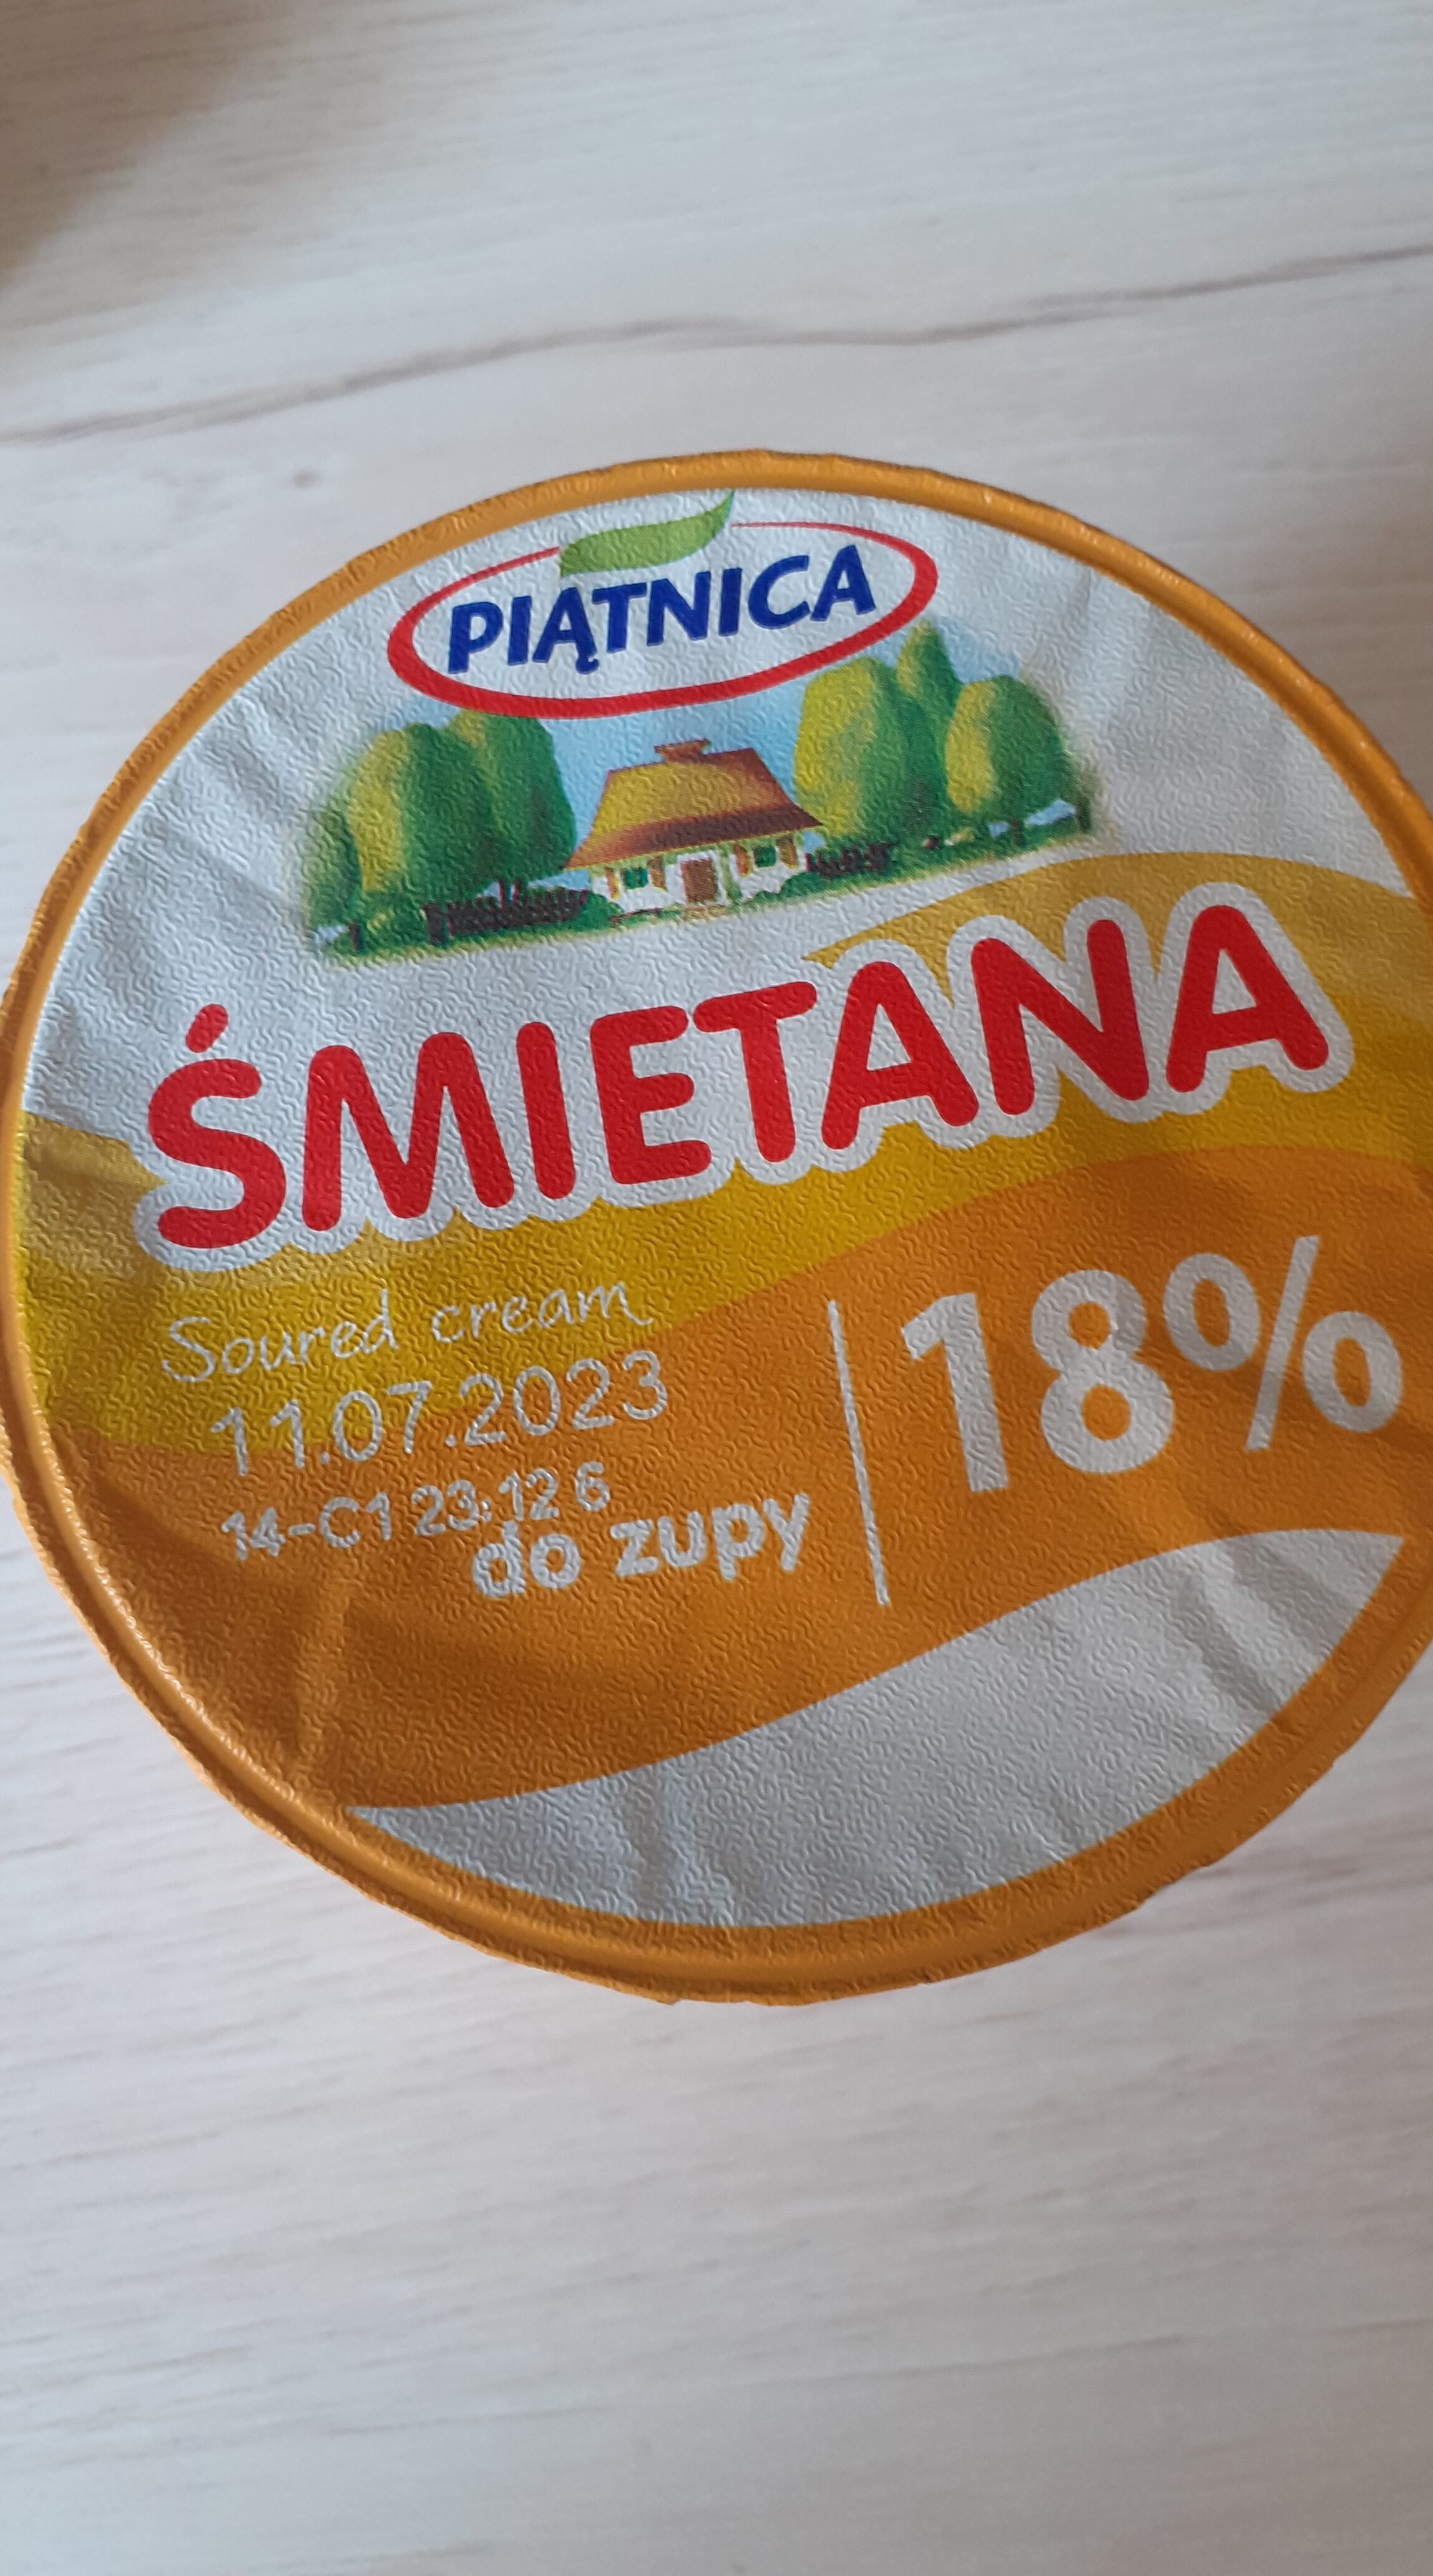 PIĄTNICA
ŚMIETANA
Soured cream
11.07.2023
14-C1 23:12 6
do zupy
18%